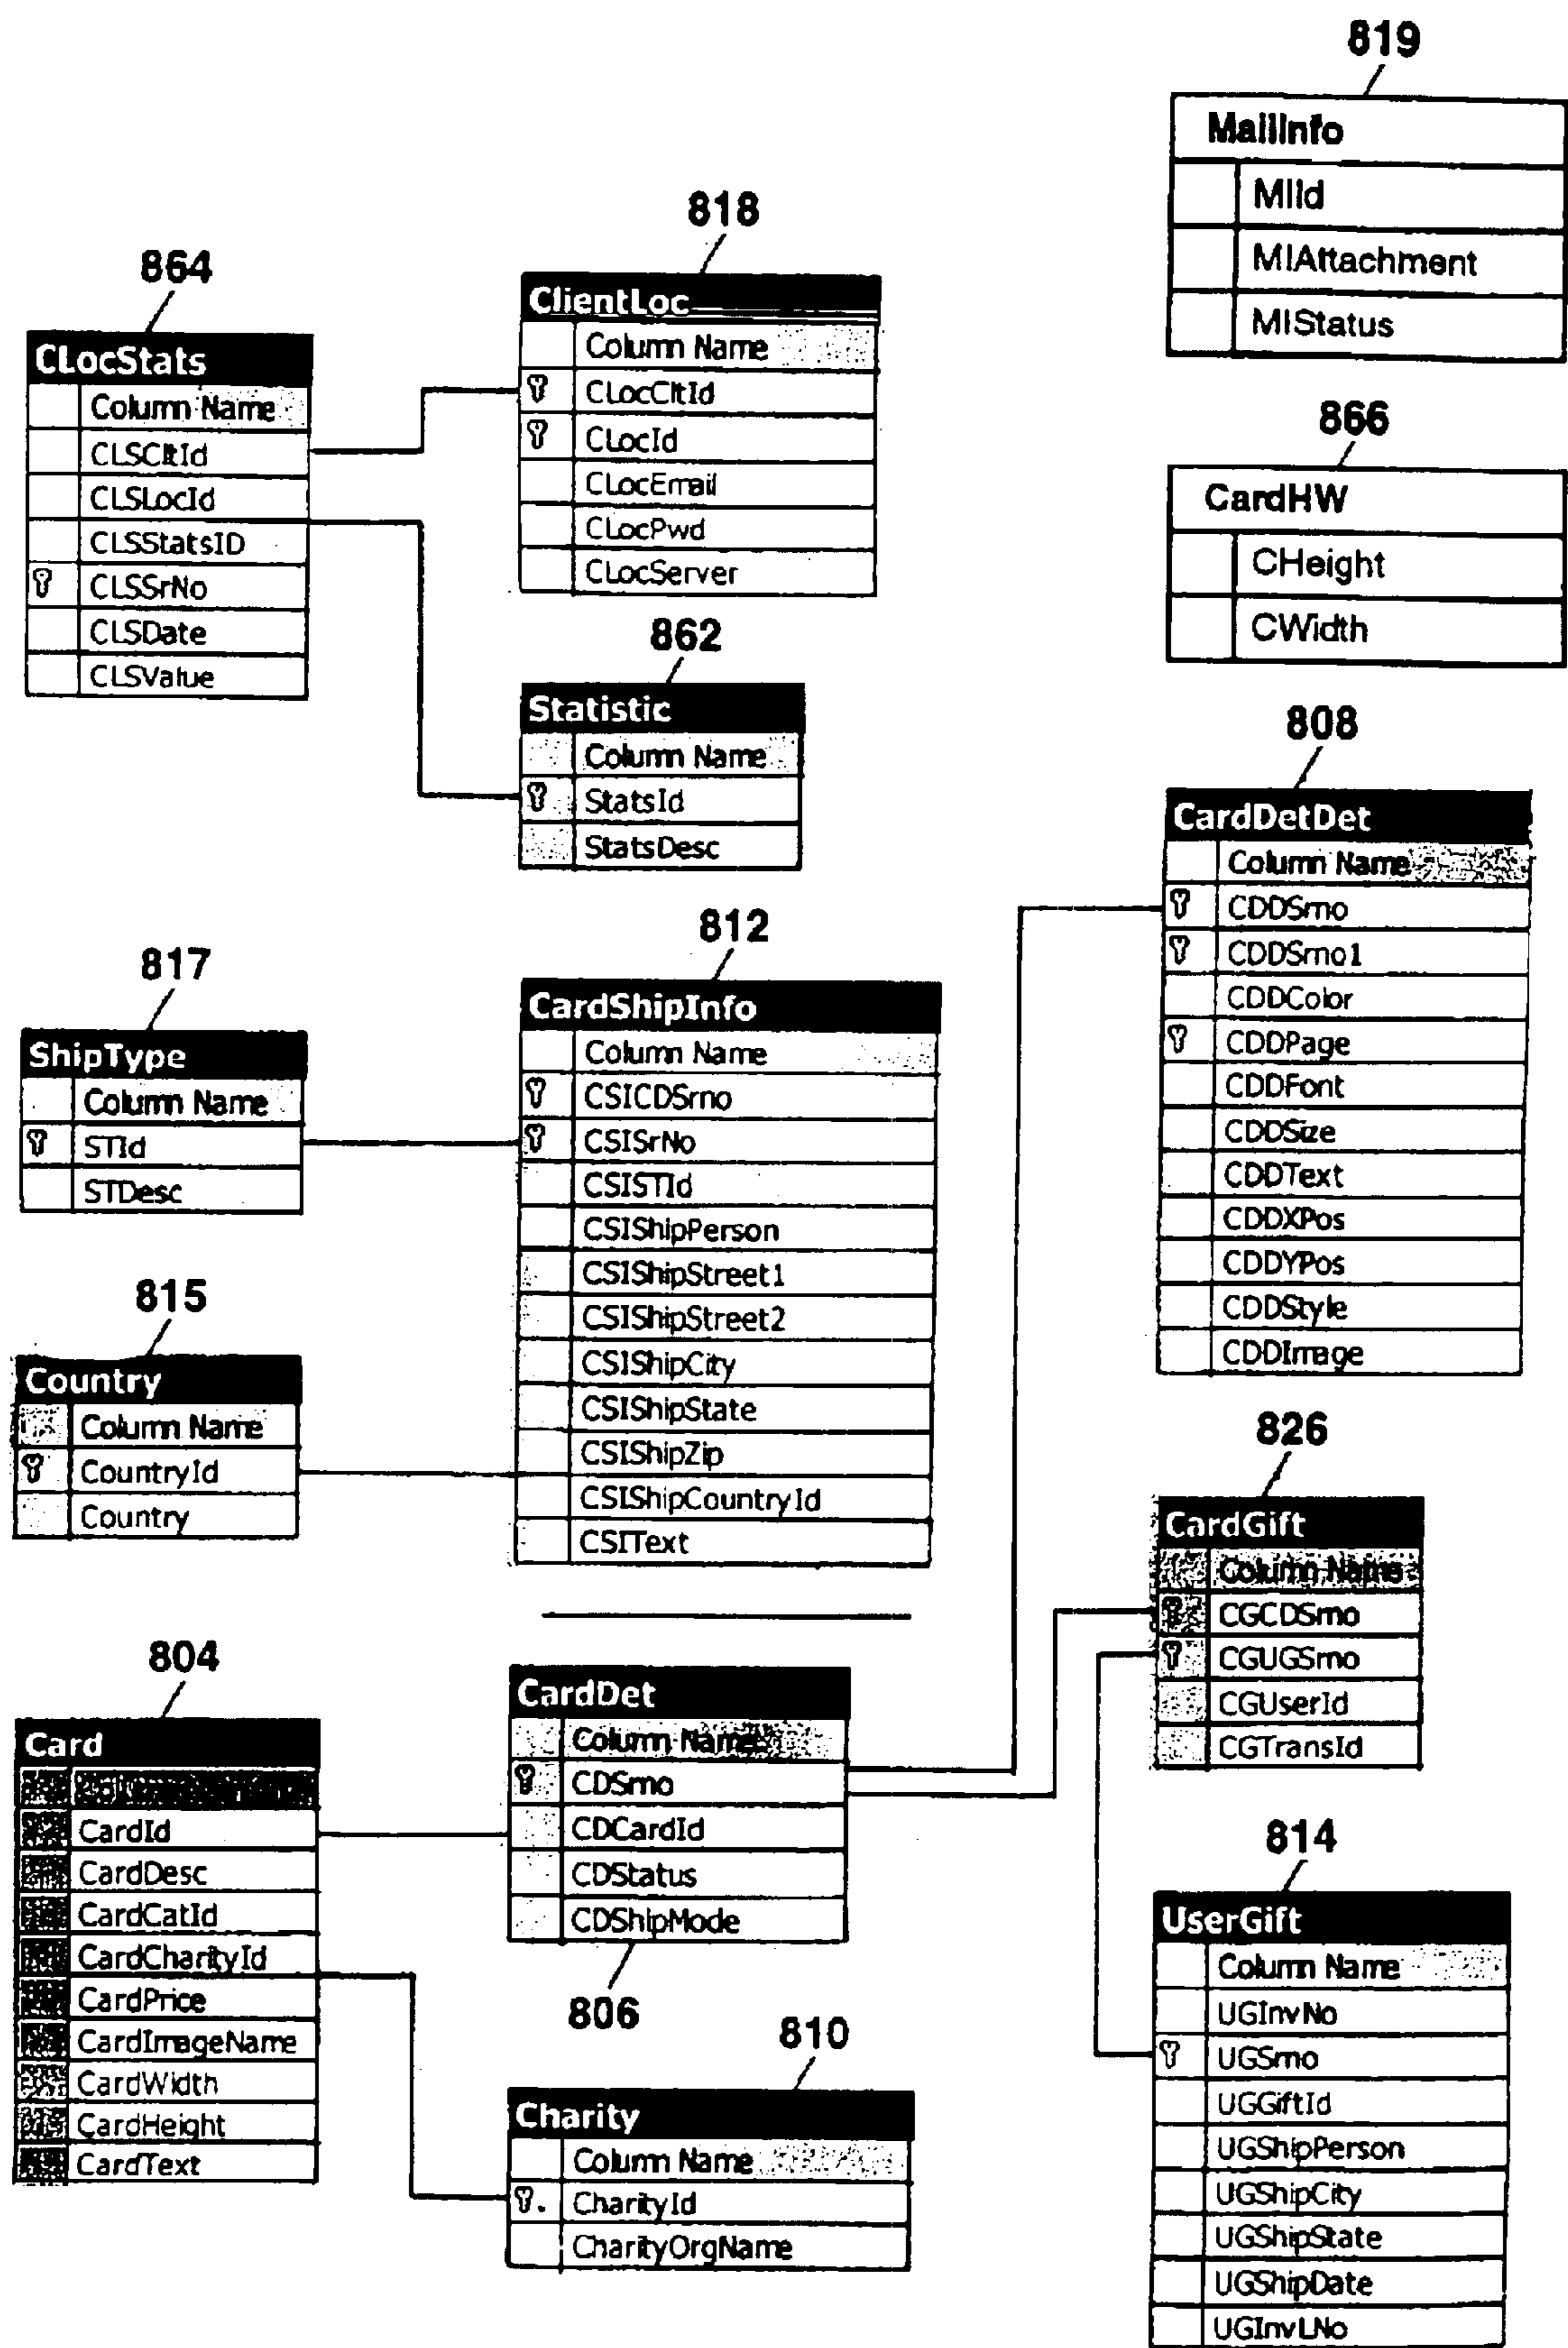 819
MailInfo
MIId
MIAttachment
MIStatus
866
CardHW
CHeight
CWidth
864
CLocStats
Column Name
CLSCltId
CLSLocId
CLSStatsID
CLSSrNo
CLSDate
CLSValue
818
ClientLoc
Column Name
CLocCltId
CLocId
CLocEmail
CLocPwd
CLocServer
862
Statistic
Column Name
StatsId
StatsDesc
808
CardDetDet
Column Name
CDDSrno
CDDSrno1
CDDColor
CDDPage
CDDFont
CDDSize
CDDText
CDDXPos
CDDYPos
CDDStyle
CDDImage
817
ShipType
Column Name
STId
STDesc
812
CardShipInfo
Column Name
CSICDSrno
CSISrNo
CSISTId
CSIShipPerson
CSIShipStreet1
CSIShipStreet2
CSIShipCity
CSIShipState
CSIShipZip
CSIShipCountryId
CSIText
815
Country
Column Name
CountryId
Country
826
CardGift
Column Name
CGCDSrno
CGUGSrno
CGUserId
CGTransId
804
Card
CardId
CardDesc
CardCatId
CardCharityId
CardPrice
CardImageName
CardWidth
CardHeight
CardText
CardDet
Column Name
CDSrno
CDCardId
CDStatus
CDShipMode
806
810
Charity
Column Name
CharityId
CharityOrgName
814
UserGift
Column Name
UGInvNo
UGSrno
UGGiftId
UGShipPerson
UGShipCity
UGShipState
UGShipDate
UGInvLNo